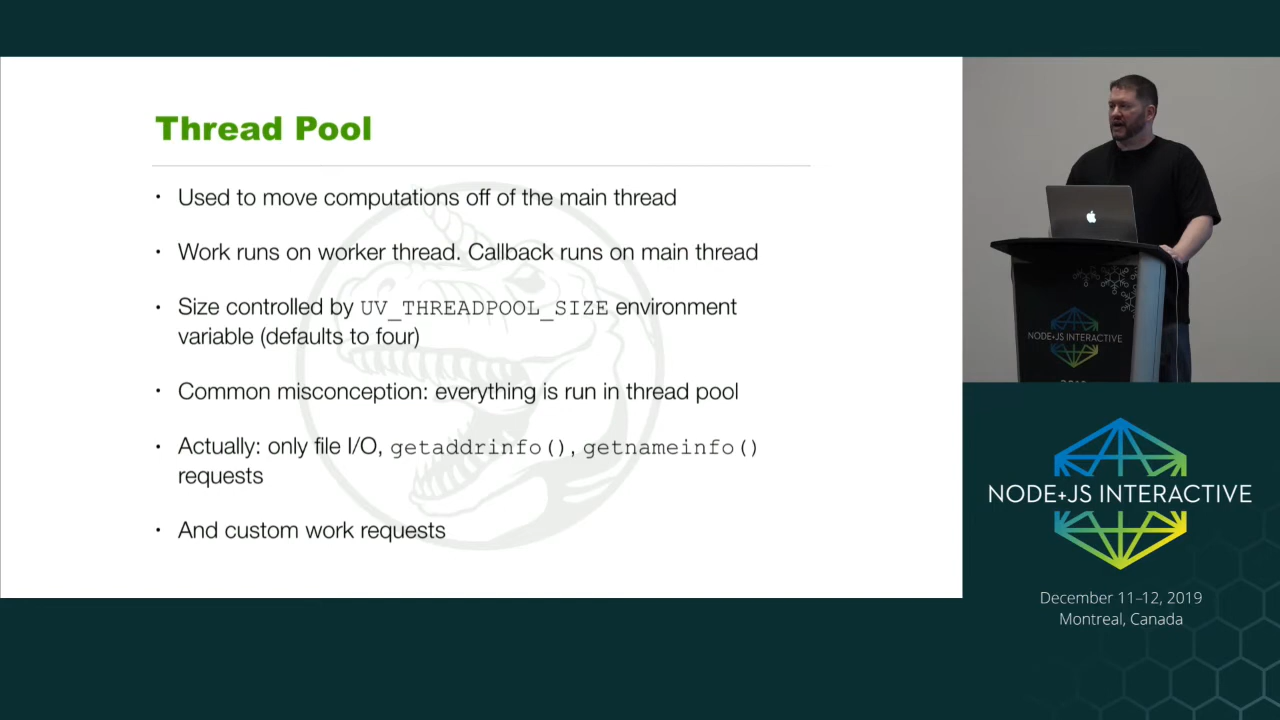 Thread Pool
• Used to move computations off of the main thread
• Work runs on worker thread. Callback runs on main thread
• Size controlled by UV_THREADPOOL_SIZE environment
variable (defaults to four)
• Common misconception: everything is run in thread pool
• Actually: only file I/O, getaddrinfo(), getnameinfo()
requests
• And custom work requests
NODE+JS INTERACTIVE
NODE+JS INTERACTIVE
December 11–12, 2019
Montreal, Canada